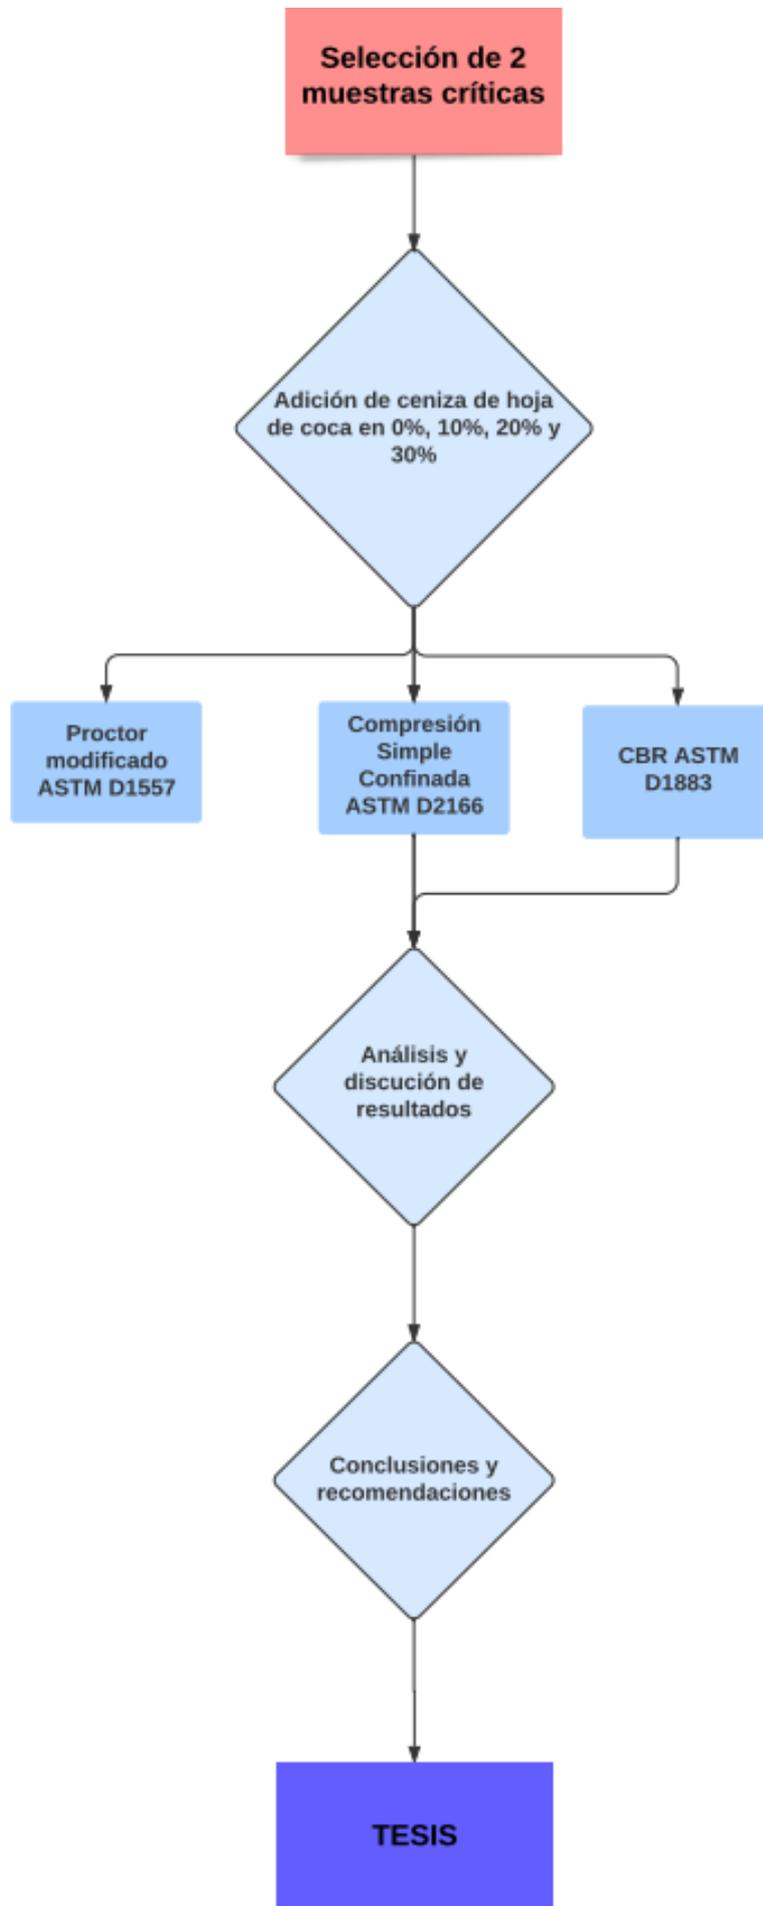 Selección de 2
muestras críticas
Adición de ceniza de hoja
de coca en 0%, 10%, 20% y
30%
Proctor
modificado
ASTM D1557
Compresión
Simple
Confinada
ASTM D2166
CBR ASTM
D1883
Análisis y
discución de
resultados
Conclusiones y
recomendaciones
TESIS